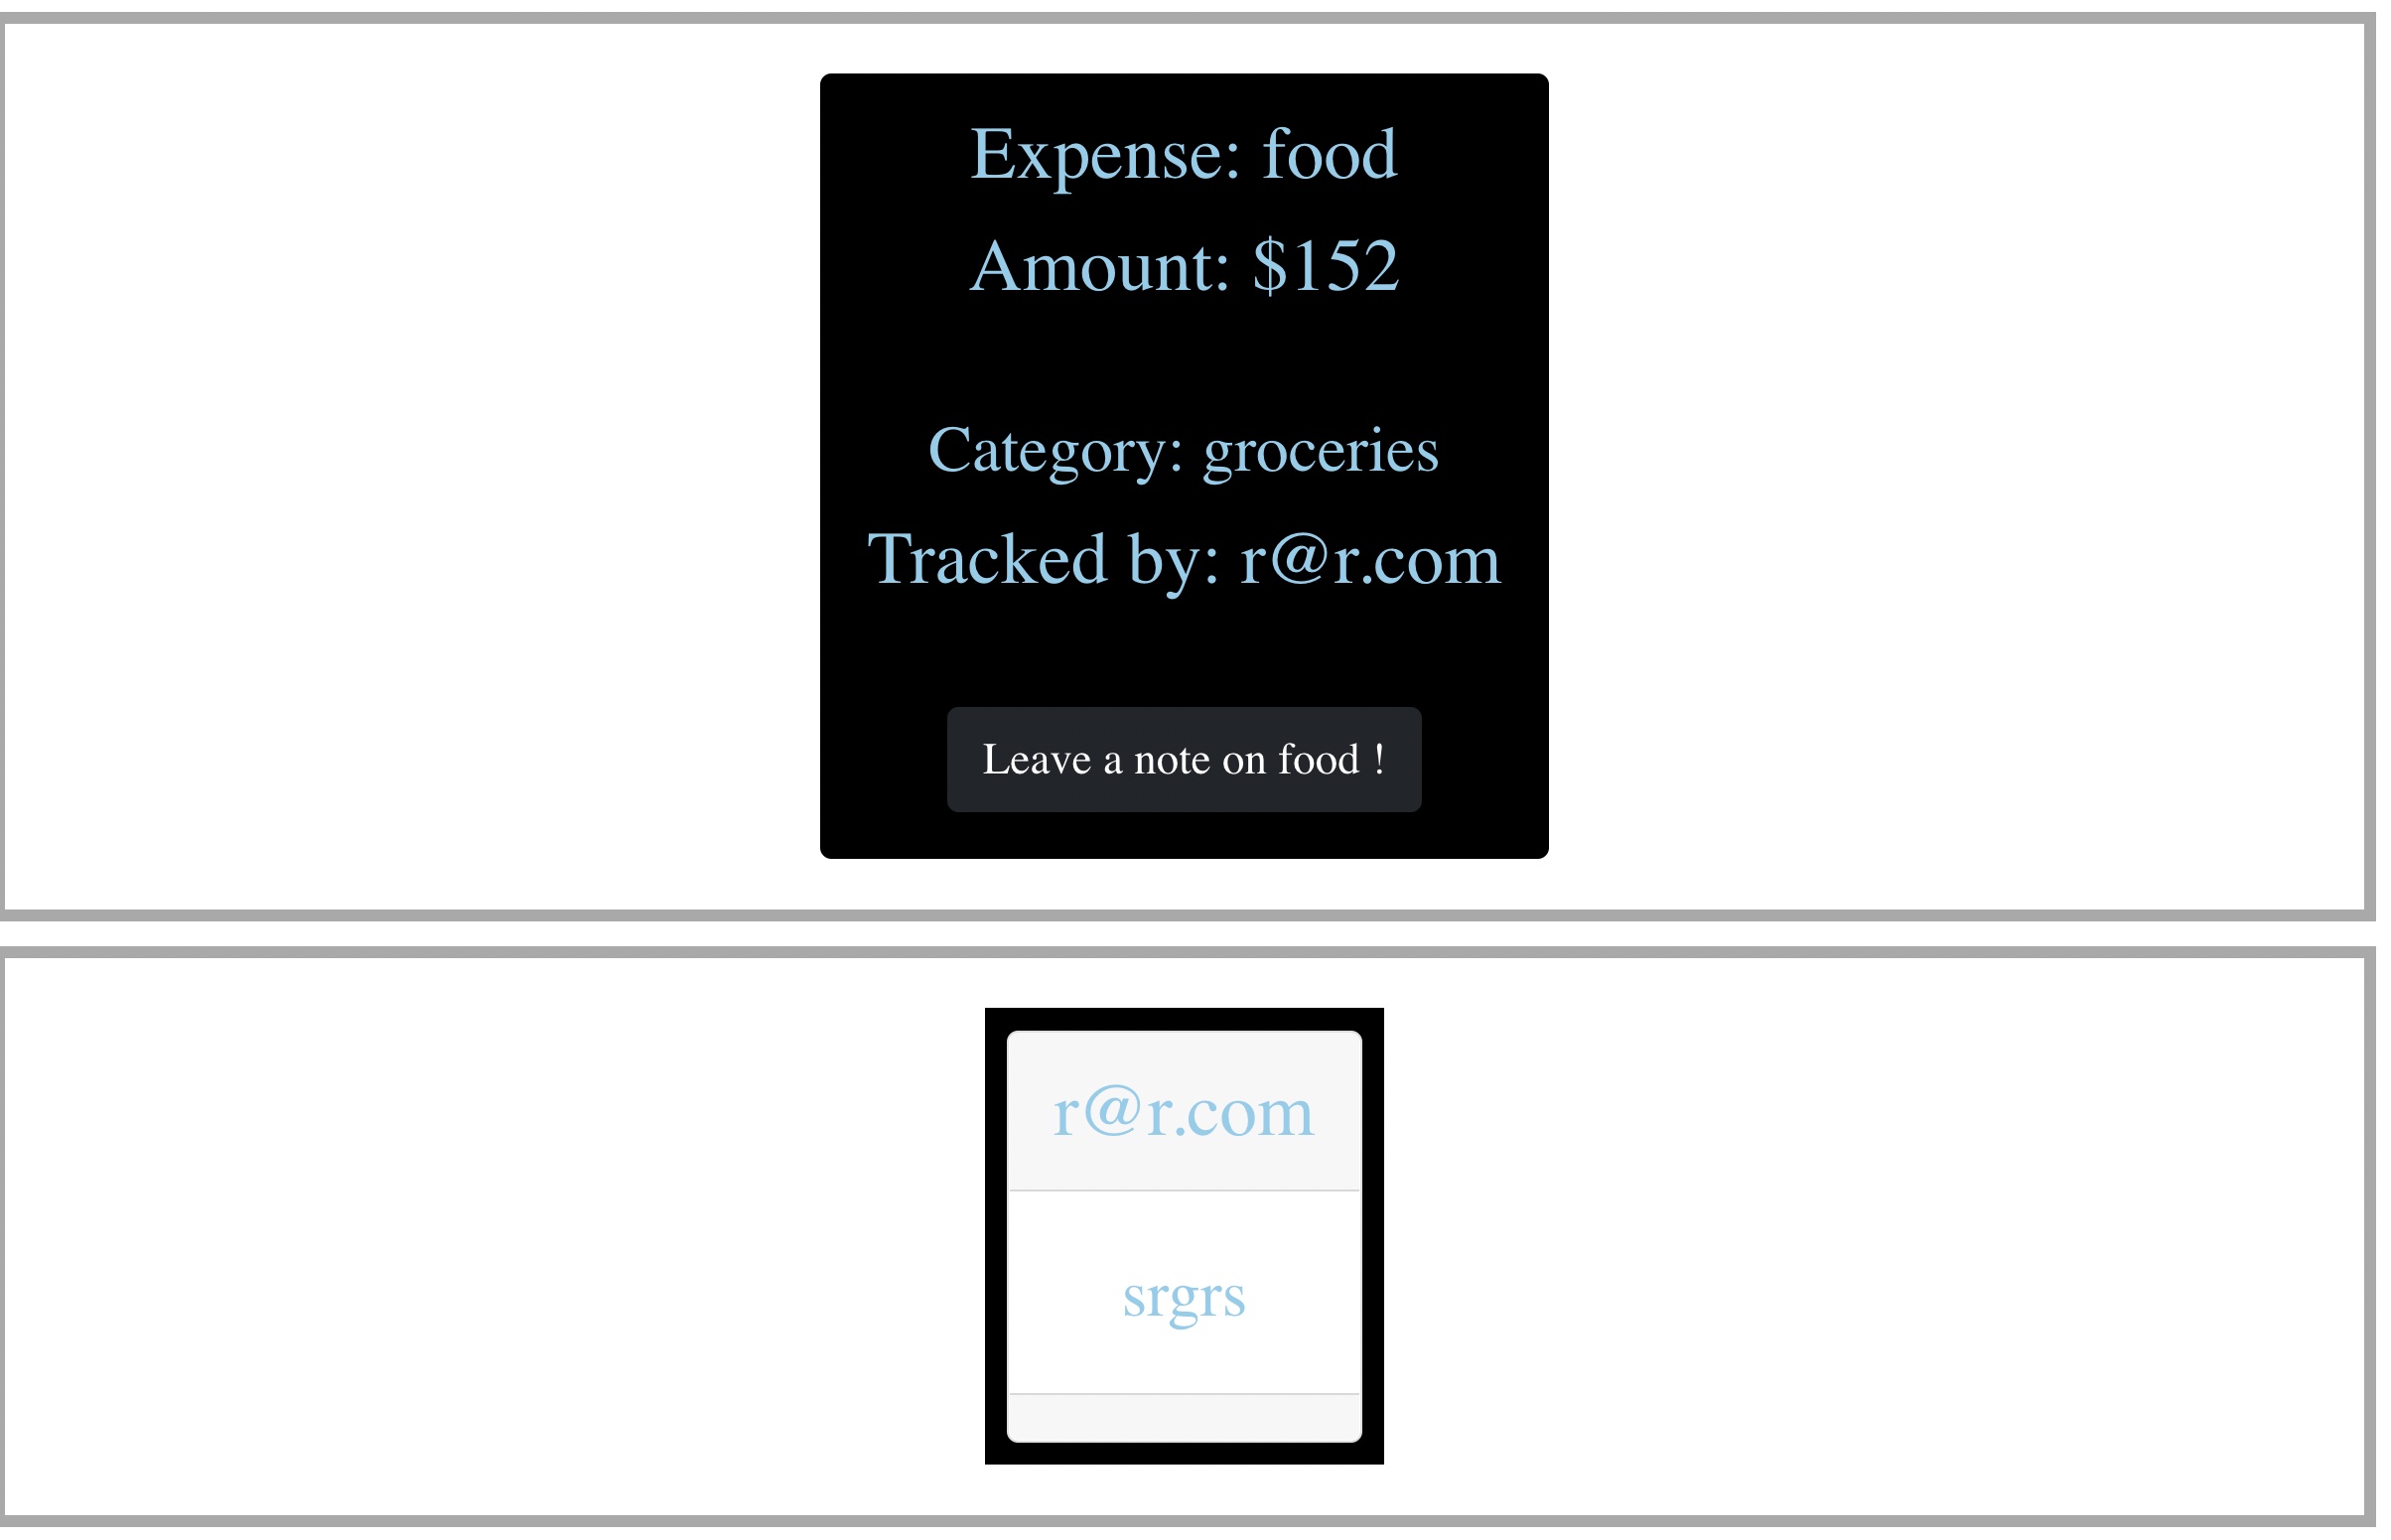 Expense: food
Amount: $152
Category: groceries
Tracked by: r@r.com
Leave a note on food !
r@r.com
srgrs